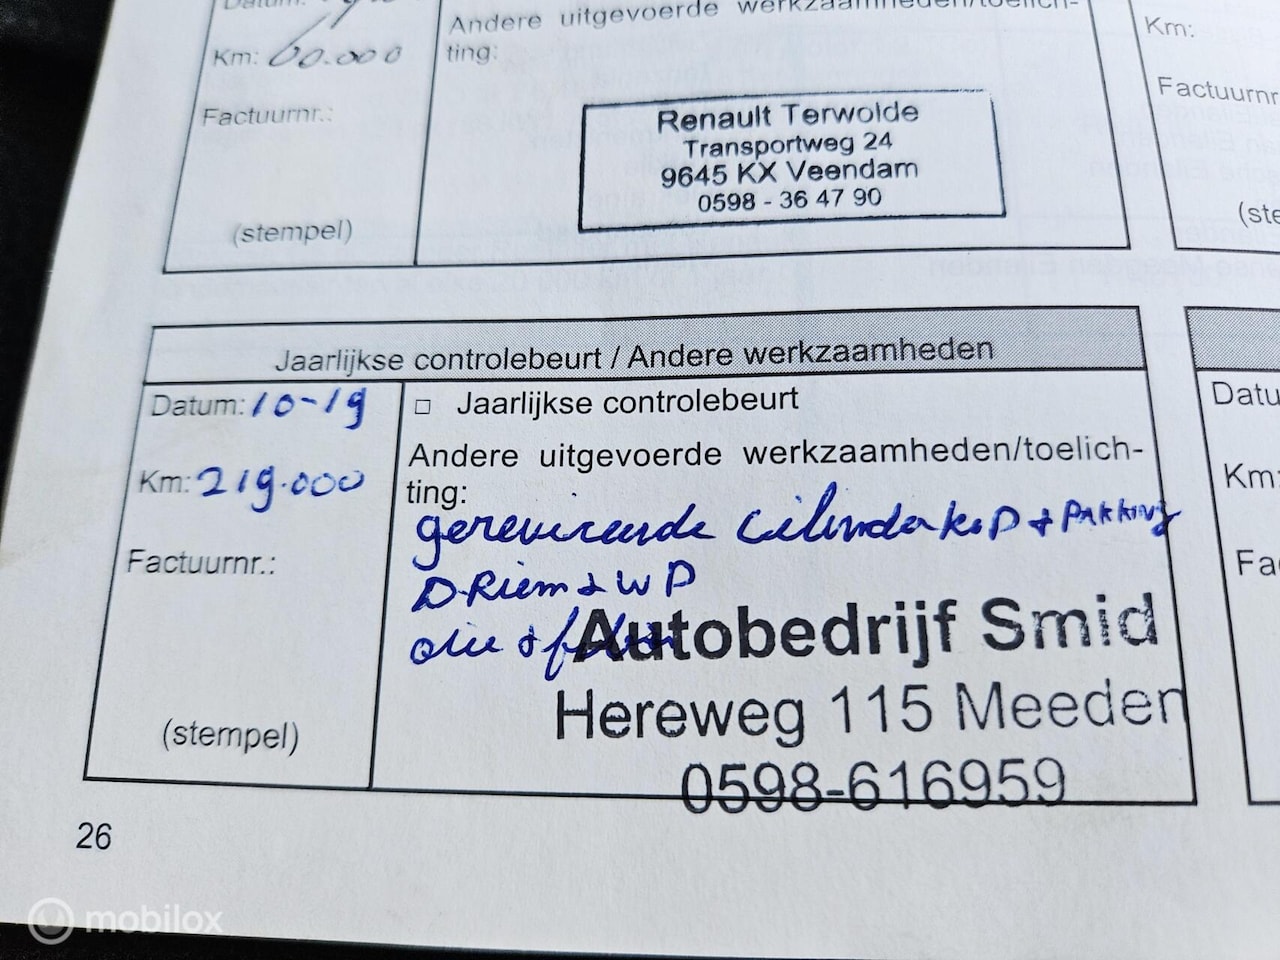 Datum:
Km: 60.000
Factuurnr.:
(stempel)
Andere uitgevoerde werkzaamheden/toelich-
ting:
Renault Terwolde
Transportweg 24
9645 KX Veendam
0598 - 36 47 90
Km:
Factuurnr
(ste
Jaarlijkse controlebeurt / Andere werkzaamheden
Datum: 10-19
Km: 219.000
Factuurnr.:
(stempel)
□ Jaarlijkse controlebeurt
Andere uitgevoerde werkzaamheden/toelich-
ting:
gereviseerde cilinderkop + pakking
D-Riem + WP
olie + filter
Autobedrijf Smid
Hereweg 115 Meeden
0598-616959
Datu
Km:
Fa
26
mobilox